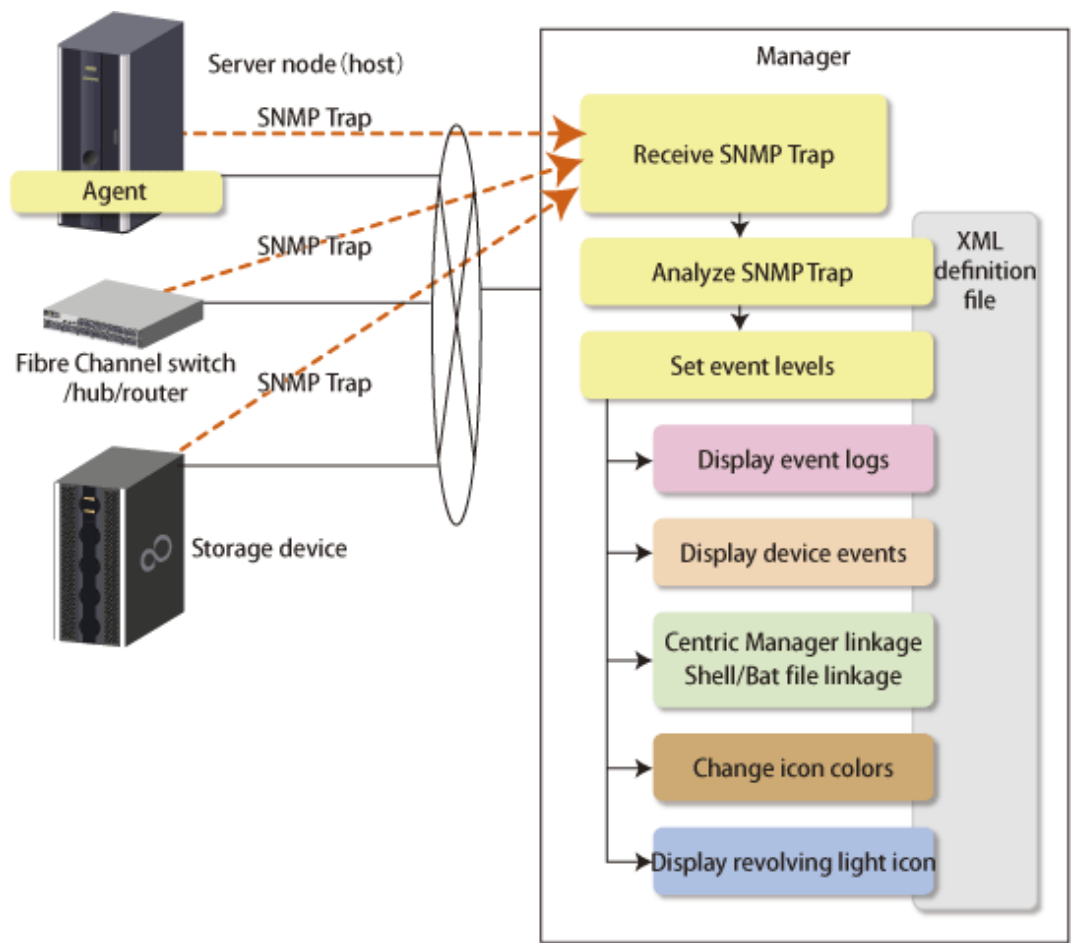 Server node (host)
SNMP Trap
Agent
SNMP Trap
Fibre Channel switch
/hub/router
SNMP Trap
Storage device
Manager
Receive SNMP Trap
XML
definition
file
Analyze SNMP Trap
Set event levels
Display event logs
Display device events
Centric Manager linkage
Shell/Bat file linkage
Change icon colors
Display revolving light icon